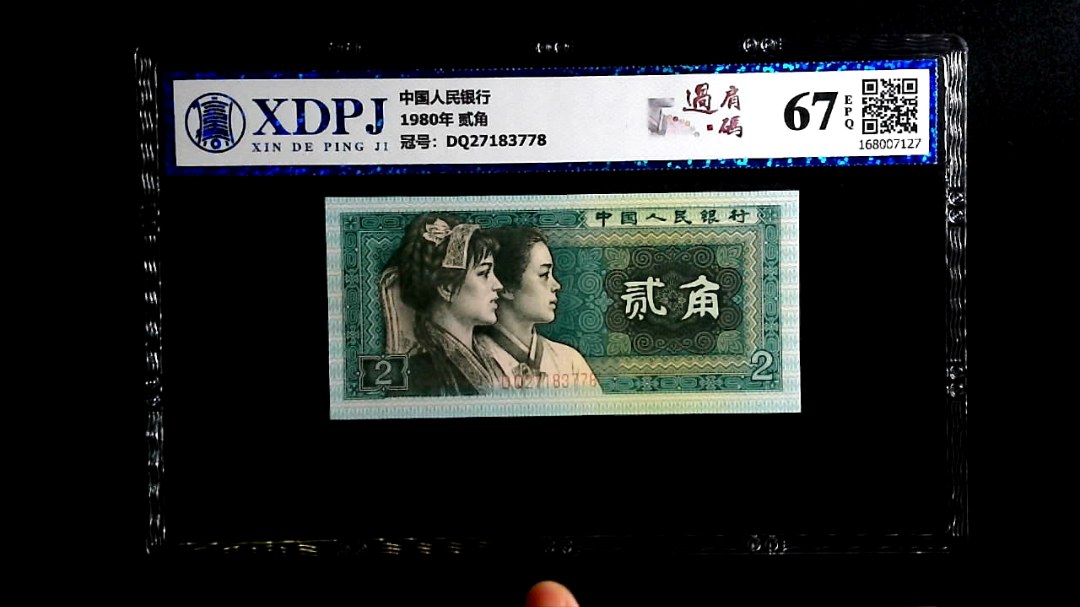 XDPJ
XIN DE PING JI
中国人民银行
1980年 贰角
冠号：DQ27183778
過肩
碼
67
EPQ
168007127
中国人民银行
贰角
2
2
DQ27183778